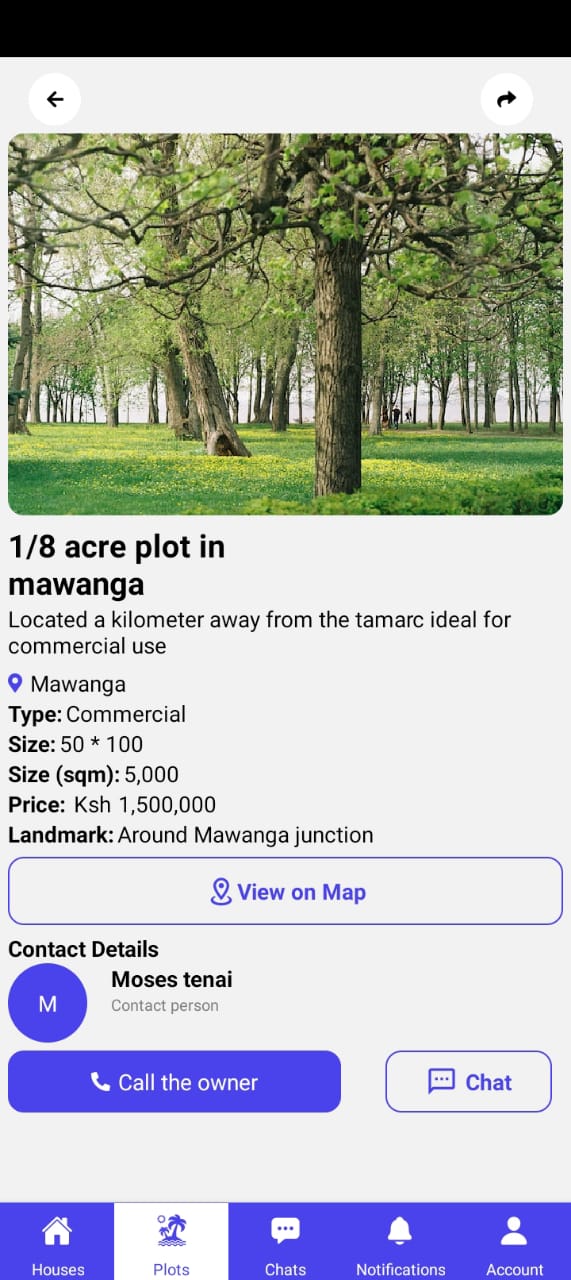 1/8 acre plot in
mawanga
Located a kilometer away from the tamarc ideal for
commercial use
Mawanga
Type: Commercial
Size: 50 * 100
Size (sqm): 5,000
Price: Ksh 1,500,000
Landmark: Around Mawanga junction
View on Map
Contact Details
M
Moses tenai
Contact person
Call the owner
Chat
Houses
Plots
Chats
Notifications
Account